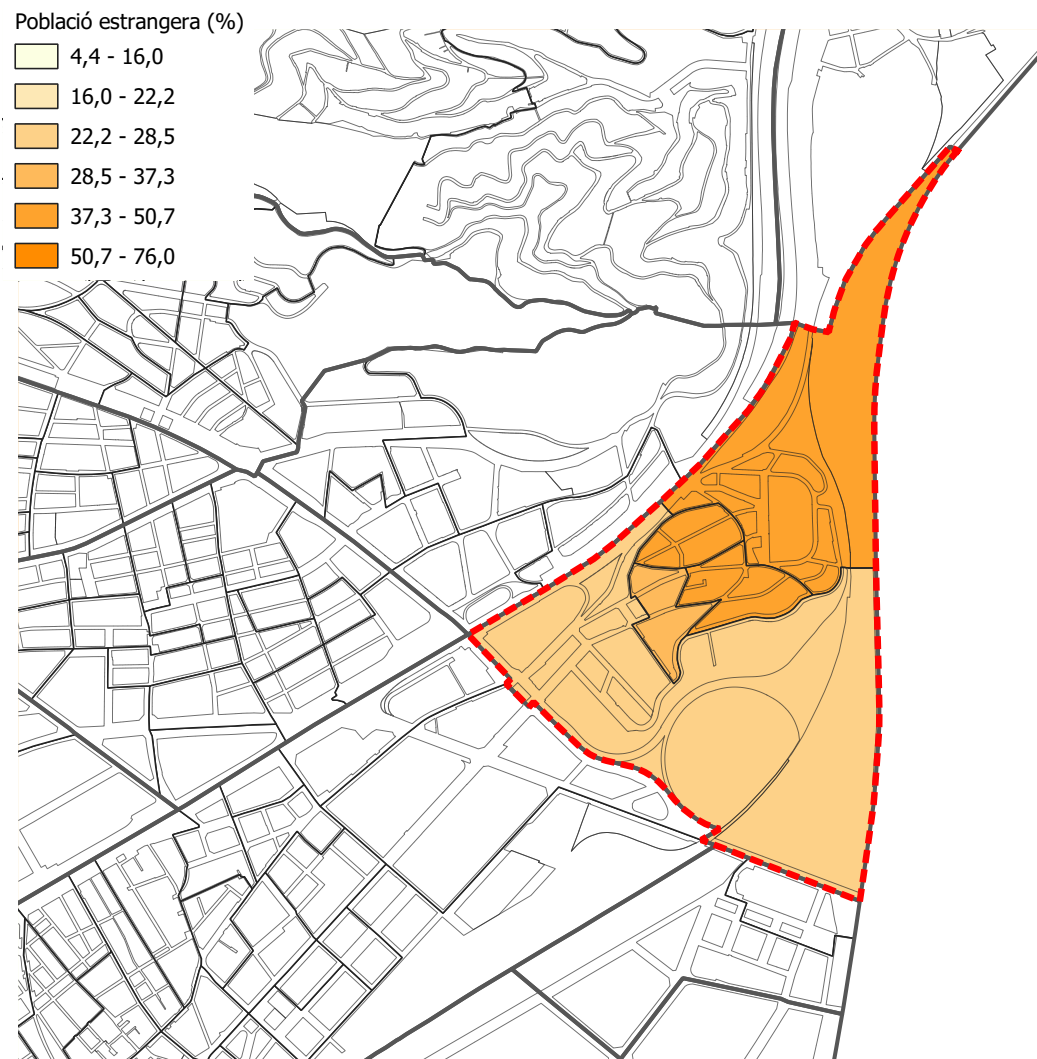 Població estrangera (%)
4,4 - 16,0
16,0 - 22,2
22,2 - 28,5
28,5 - 37,3
37,3 - 50,7
50,7 - 76,0